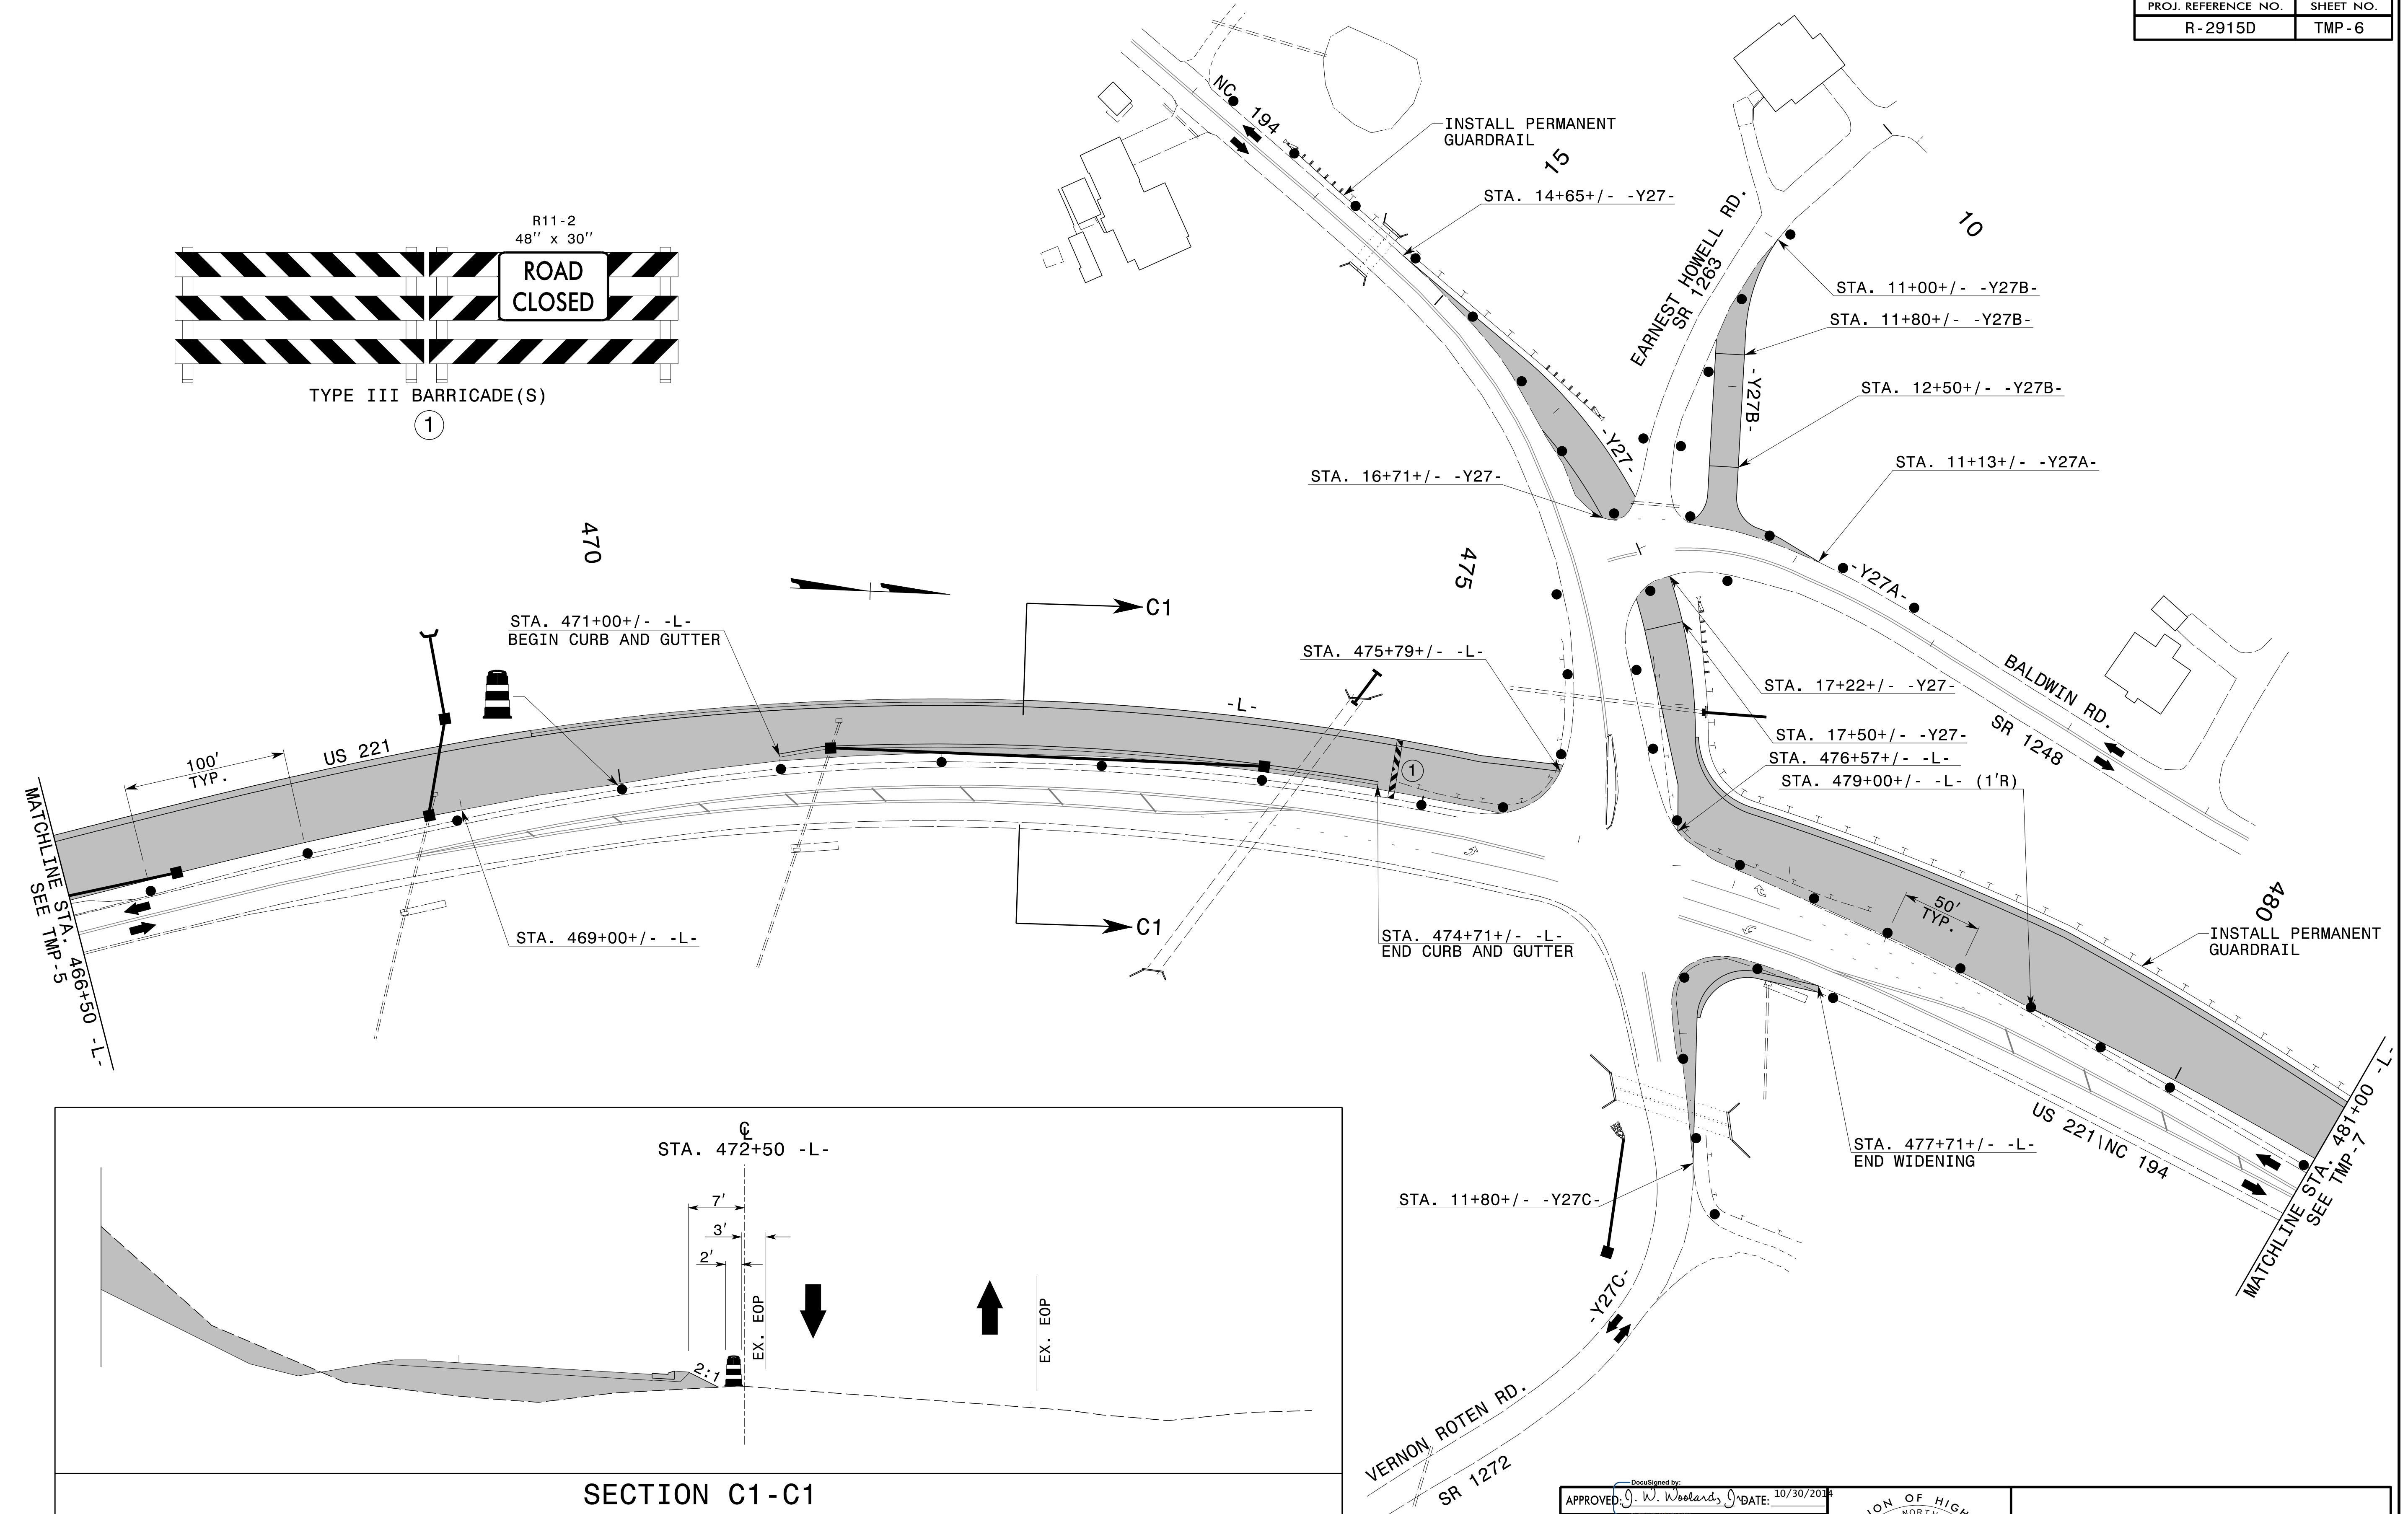 PROJ. REFERENCE NO.
SHEET NO.
R-2915D
TMP-6
R11-2
48'' x 30''
ROAD
CLOSED
TYPE III BARRICADE(S)
1
NC 194
INSTALL PERMANENT
GUARDRAIL
15
STA. 14+65+/- -Y27-
EARNEST HOWELL RD.
SR 1263
10
STA. 11+00+/- -Y27B-
STA. 11+80+/- -Y27B-
-Y27B-
STA. 12+50+/- -Y27B-
-Y27-
STA. 16+71+/- -Y27-
STA. 11+13+/- -Y27A-
-Y27A-
470
475
C1
STA. 471+00+/- -L-
BEGIN CURB AND GUTTER
STA. 475+79+/- -L-
-L-
US 221
100'
TYP.
1
BALDWIN RD.
SR 1248
STA. 17+22+/- -Y27-
STA. 17+50+/- -Y27-
STA. 476+57+/- -L-
STA. 479+00+/- -L- (1'R)
MATCHLINE STA. 466+50 -L-
SEE TMP-5
STA. 469+00+/- -L-
C1
STA. 474+71+/- -L-
END CURB AND GUTTER
50'
TYP.
480
INSTALL PERMANENT
GUARDRAIL
US 221\NC 194
STA. 477+71+/- -L-
END WIDENING
MATCHLINE STA. 481+00 -L-
SEE TMP-7
STA. 11+80+/- -Y27C-
-Y27C-
VERNON ROTEN RD.
SR 1272
℄
STA. 472+50 -L-
7'
3'
2'
EX. EOP
EX. EOP
2:1
SECTION C1-C1
DocuSigned by:
APPROVED: J. W. Woolard, Jr. DATE: 10/30/2014
ION OF HIGH
NORTH